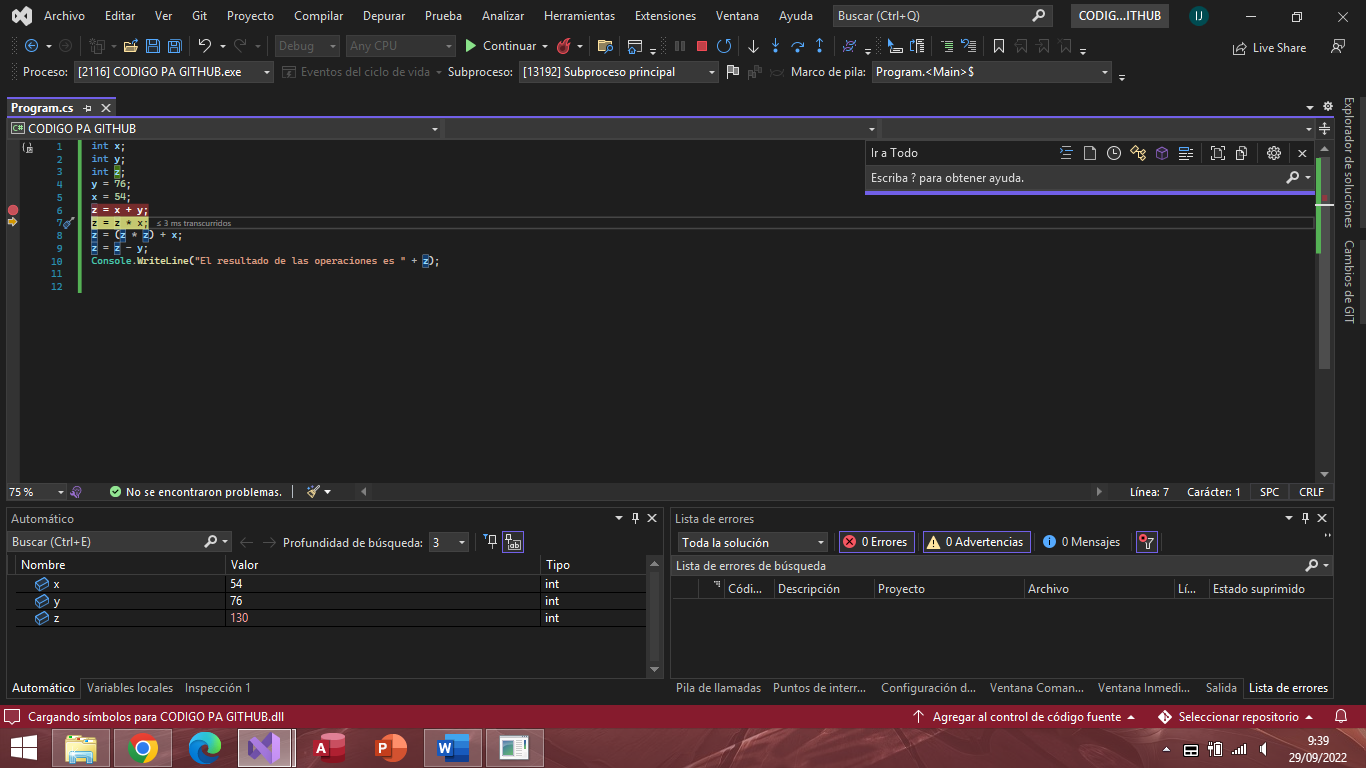 Archivo Editar Ver Git Proyecto Compilar Depurar Prueba Analizar Herramientas Extensiones Ventana Ayuda Buscar (Ctrl+Q) CODIG...ITHUB IJ
Debug Any CPU Continuar Live Share
Proceso: [2116] CODIGO PA GITHUB.exe Eventos del ciclo de vida Subproceso: [13192] Subproceso principal Marco de pila: Program.<Main>$
Program.cs
C# CODIGO PA GITHUB
Ir a Todo
Escriba ? para obtener ayuda.
1 int x;
2 int y;
3 int z;
4 y = 76;
5 x = 54;
6 z = x + y;
7 z = z * x; ≤ 3 ms transcurridos
8 z = (z * z) + x;
9 z = z - y;
10 Console.WriteLine("El resultado de las operaciones es " + z);
11
12
Explorador de soluciones
Cambios de GIT
75 % No se encontraron problemas. Línea: 7 Carácter: 1 SPC CRLF
Automático
Buscar (Ctrl+E) Profundidad de búsqueda: 3
Nombre Valor Tipo
x 54 int
y 76 int
z 130 int
Automático Variables locales Inspección 1
Lista de errores
Toda la solución 0 Errores 0 Advertencias 0 Mensajes
Lista de errores de búsqueda
Códi... Descripción Proyecto Archivo Lí... Estado suprimido
Pila de llamadas Puntos de interr... Configuración d... Ventana Coman... Ventana Inmedi... Salida Lista de errores
Cargando símbolos para CODIGO PA GITHUB.dll Agregar al control de código fuente Seleccionar repositorio
9:39
29/09/2022